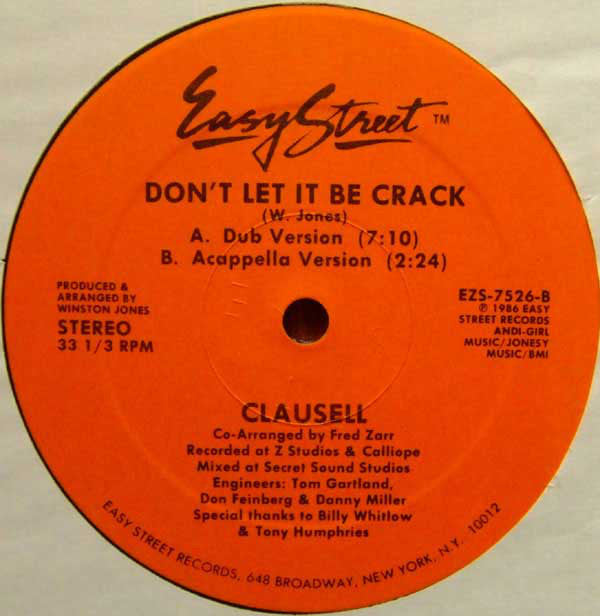 Easy Street ™
DON'T LET IT BE CRACK
(W. Jones)
A. Dub Version (7:10)
B. Acappella Version (2:24)
PRODUCED &
ARRANGED BY
WINSTON JONES
STEREO
33 1/3 RPM
EZS-7526-B
℗ 1986 EASY
STREET RECORDS
ANDI-GIRL
MUSIC/JONESY
MUSIC/BMI
CLAUSELL
Co-Arranged by Fred Zarr
Recorded at Z Studios & Calliope
Mixed at Secret Sound Studios
Engineers: Tom Gartland,
Don Feinberg & Danny Miller
Special thanks to Billy Whitlow
& Tony Humphries
EASY STREET RECORDS, 648 BROADWAY, NEW YORK, N.Y. 10012